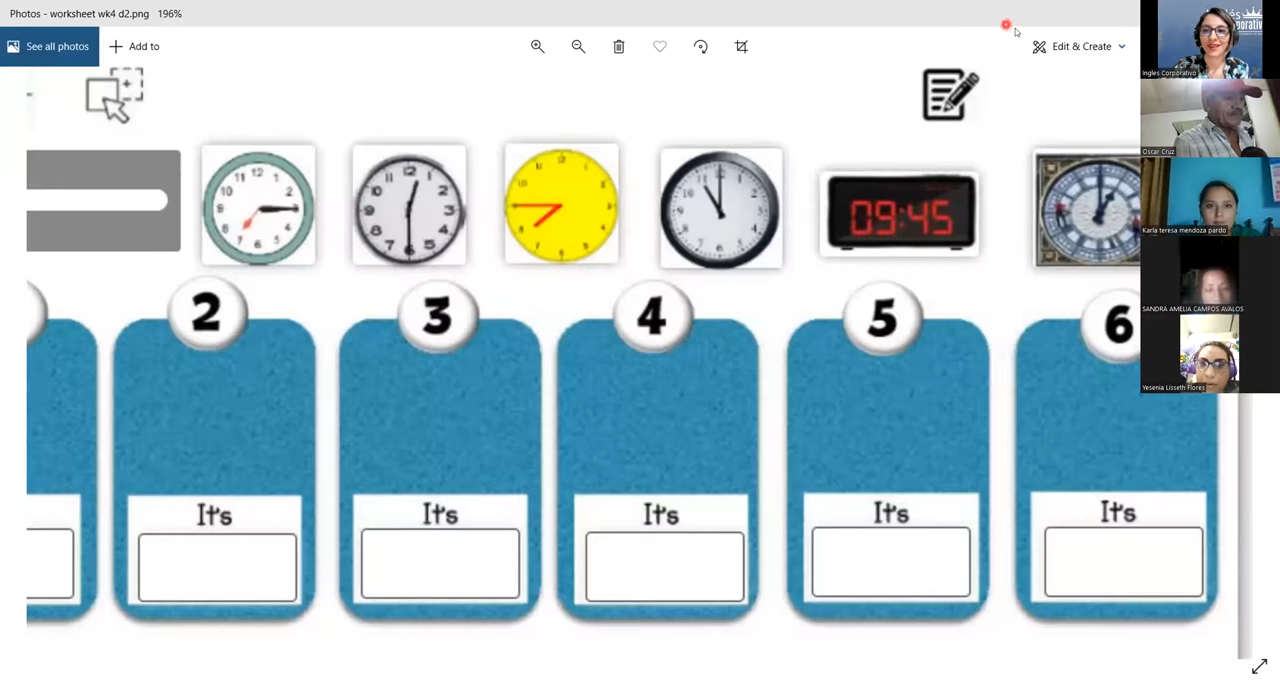 Photos - worksheet wk4 d2.png 196%
See all photos
Add to
Edit & Create
Ingles Corporativo
Oscar Cruz
Karla teresa mendoza pardo
SANDRA AMELIA CAMPOS AVALOS
Yesenia Lisseth Flores
09:45
2
3
4
5
6
It's
It's
It's
It's
It's